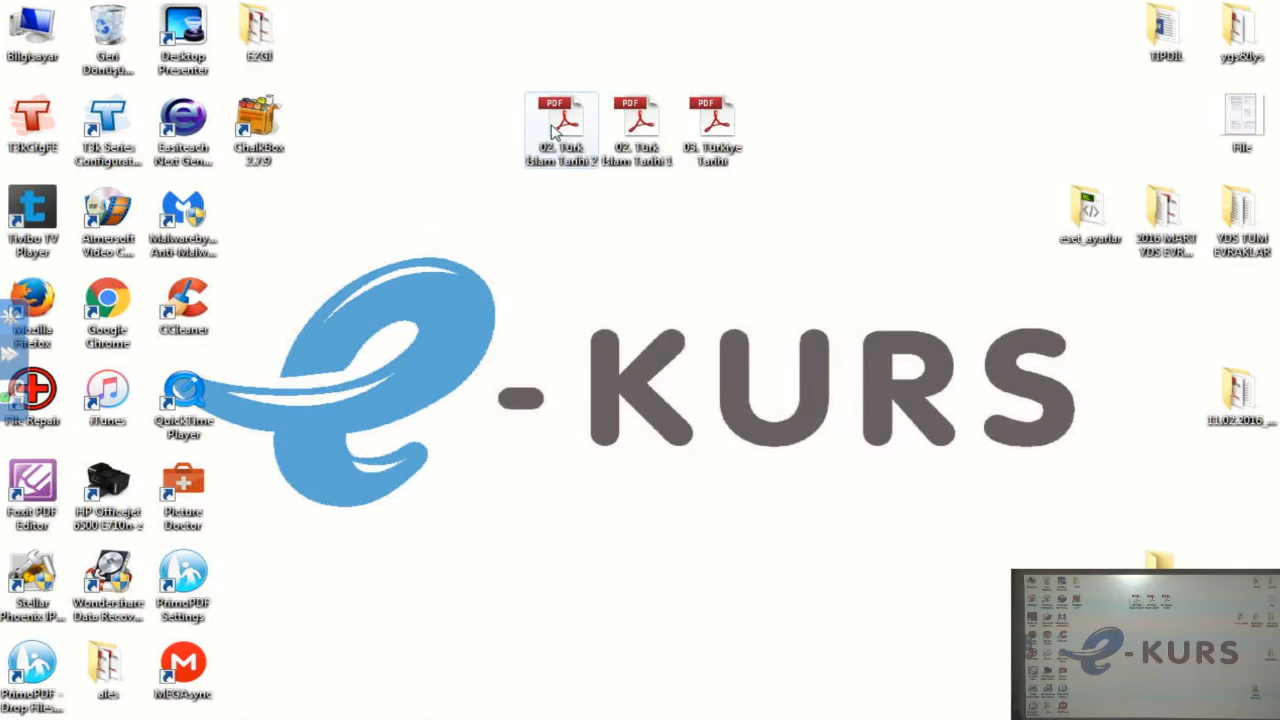 Bilgisayar
Geri
Dönüşü...
Desktop
Presenter
EZGI
TIPDİL
ygs&lys
T3KCfgFE
T3k Series
Configurat...
Easiteach
Next Gen...
ChalkBox
2.7.9
PDF
02. Türk
İslam Tarihi 2
PDF
02. Türk
İslam Tarihi 1
PDF
03. Türkiye
Tarihi
File
Tivibu TV
Player
Aimersoft
Video C...
Malwareby...
Anti-Malw...
eset_ayarlar
2016 MART
YDS EVR...
YDS TUM
EVRAKLAR
Mozilla
Firefox
Google
Chrome
CCleaner
e-KURS
File Repair
iTunes
QuickTime
Player
11.02.2016_...
Foxit PDF
Editor
HP Officejet
6500 E710n-z
Picture
Doctor
Stellar
Phoenix JP...
Wondershare
Data Recov...
PrimoPDF
Settings
PrimoPDF -
Drop Files...
ales
MEGAsync
e-KURS